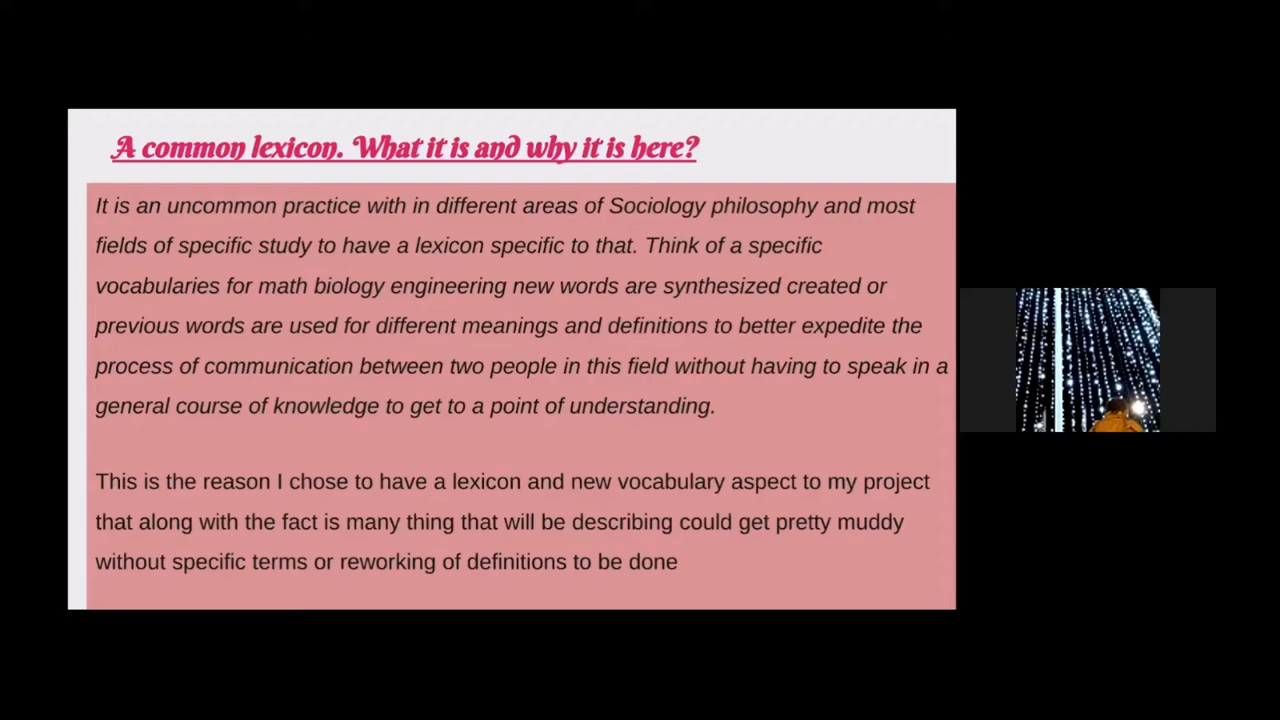 A common lexicon. What it is and why it is here?
It is an uncommon practice with in different areas of Sociology philosophy and most
fields of specific study to have a lexicon specific to that. Think of a specific
vocabularies for math biology engineering new words are synthesized created or
previous words are used for different meanings and definitions to better expedite the
process of communication between two people in this field without having to speak in a
general course of knowledge to get to a point of understanding.
This is the reason I chose to have a lexicon and new vocabulary aspect to my project
that along with the fact is many thing that will be describing could get pretty muddy
without specific terms or reworking of definitions to be done